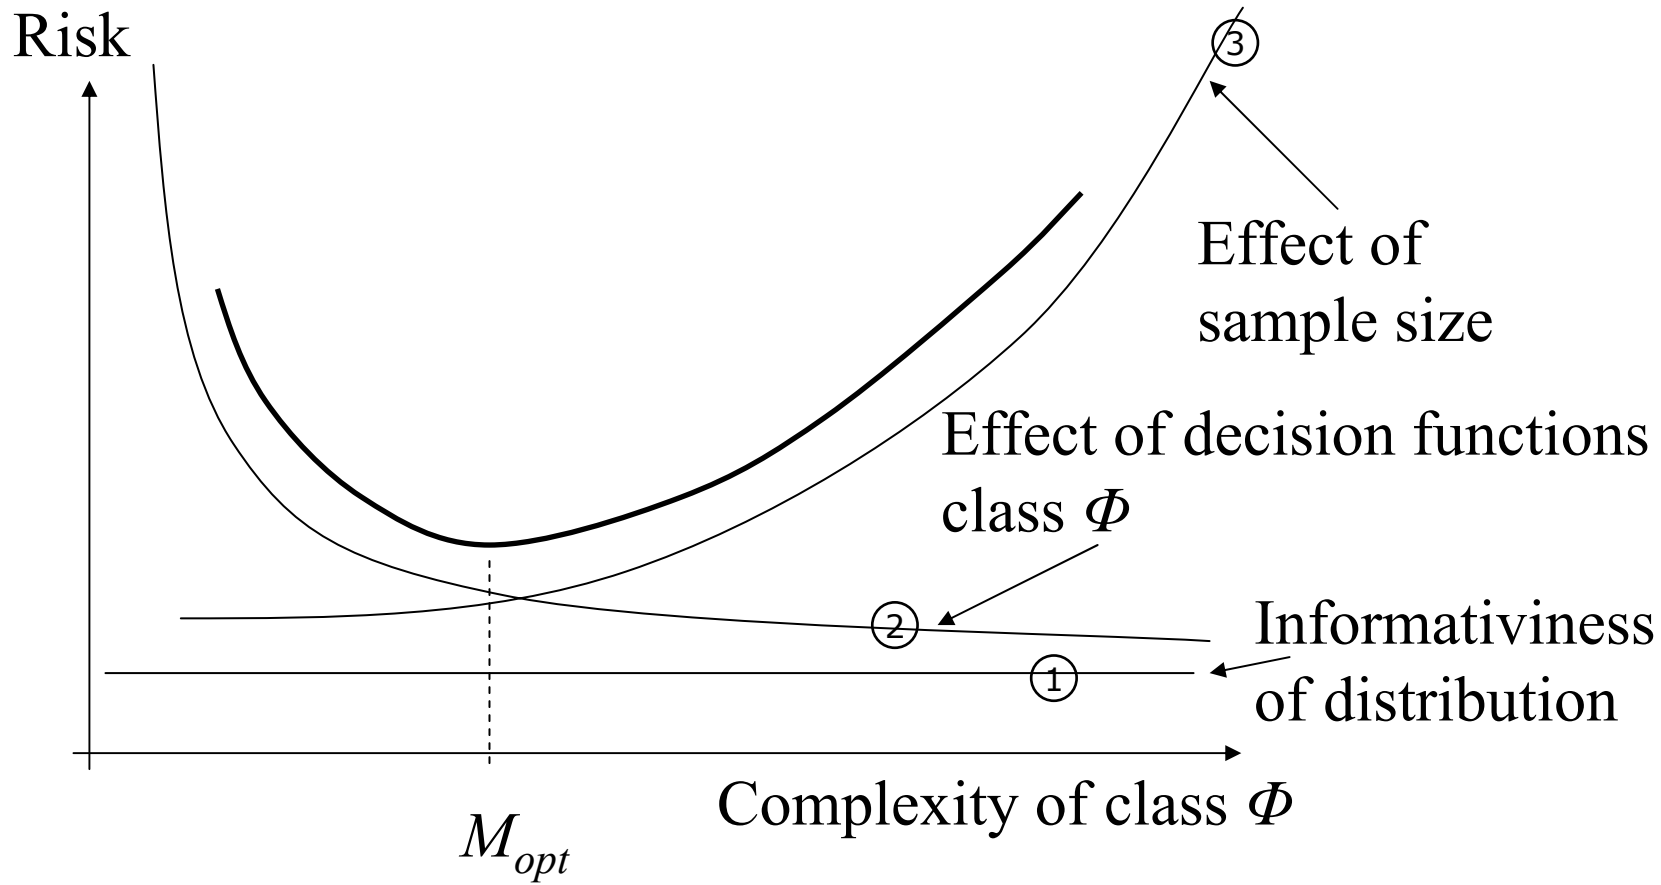 Risk
③
Effect of
sample size
Effect of decision functions
class Φ
②
Informativiness
of distribution
①
Complexity of class Φ
M_opt